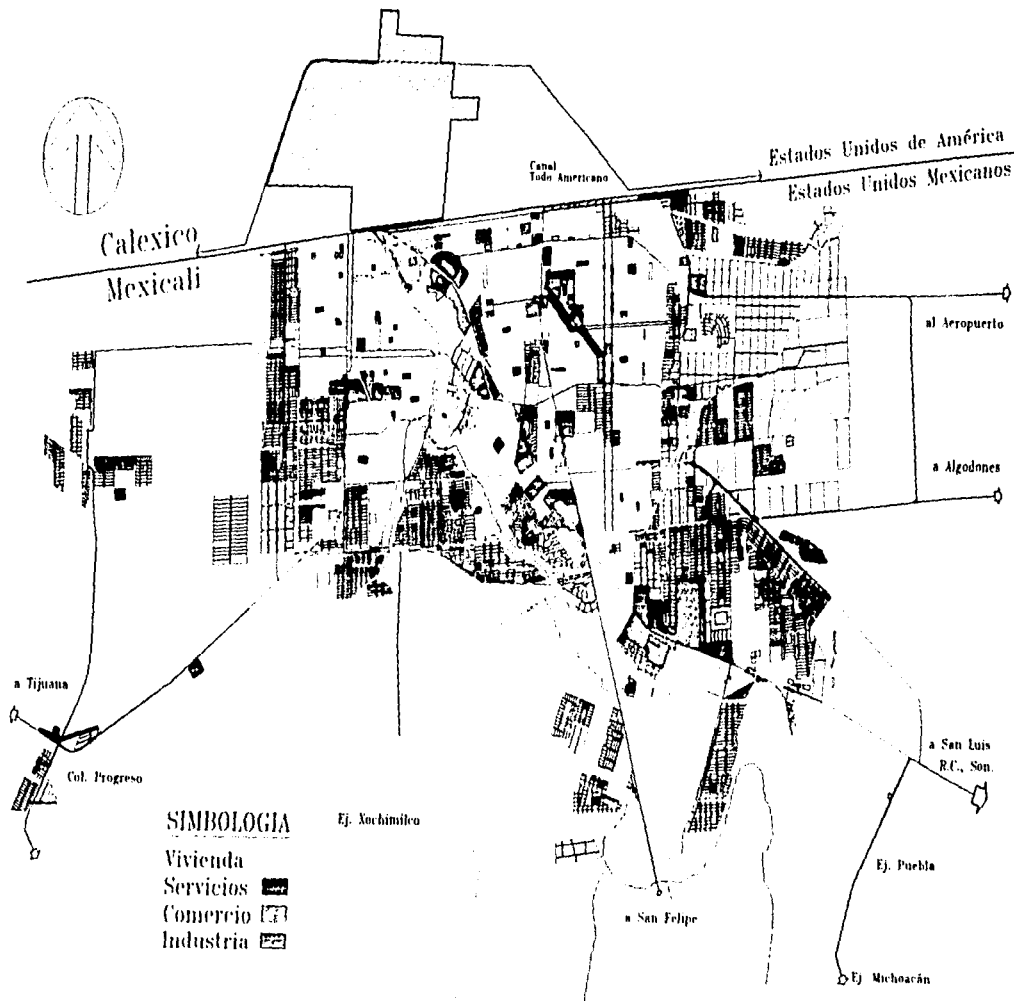 Canal
Todo Americano
Estados Unidos de América
Estados Unidos Mexicanos
Calexico
Mexicali
al Aeropuerto
a Algodones
a Tijuana
Col. Progreso
a San Luis
R.C., Son.
SIMBOLOGIA
Ej. Xochimilco
Vivienda
Servicios
Comercio
Industria
Ej. Puebla
a San Felipe
Ej Michoacán